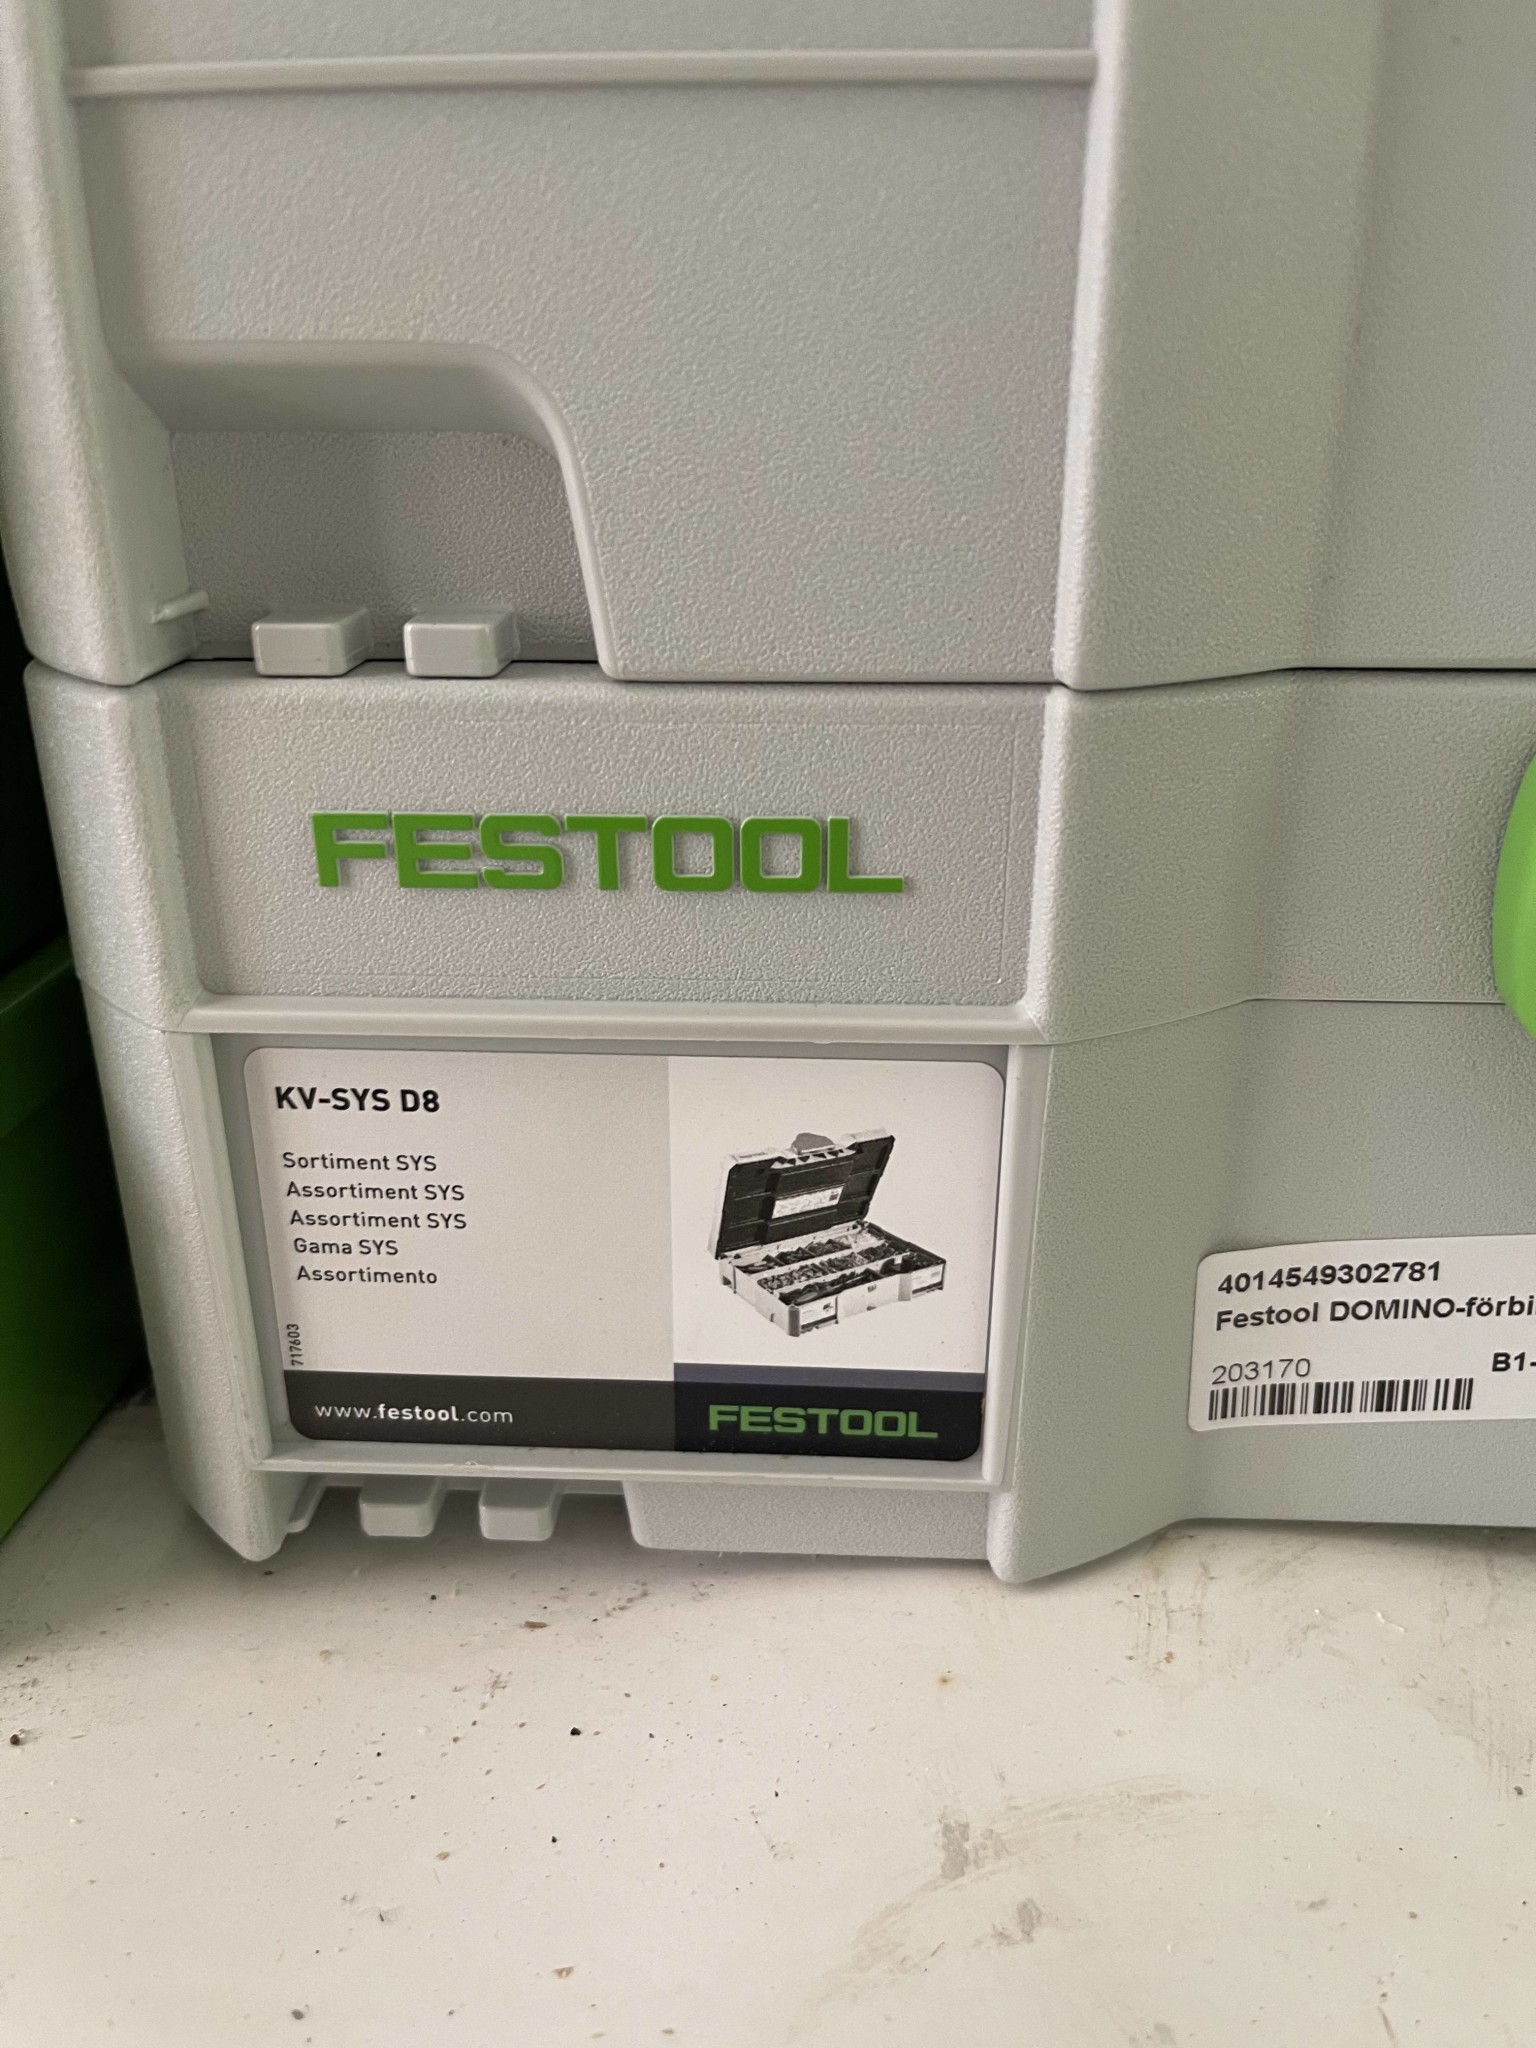 FESTOOL
KV-SYS D8
Sortiment SYS
Assortiment SYS
Assortiment SYS
Gama SYS
Assortimento
717603
www.festool.com
FESTOOL
4014549302781
Festool DOMINO-förbi
203170
B1-